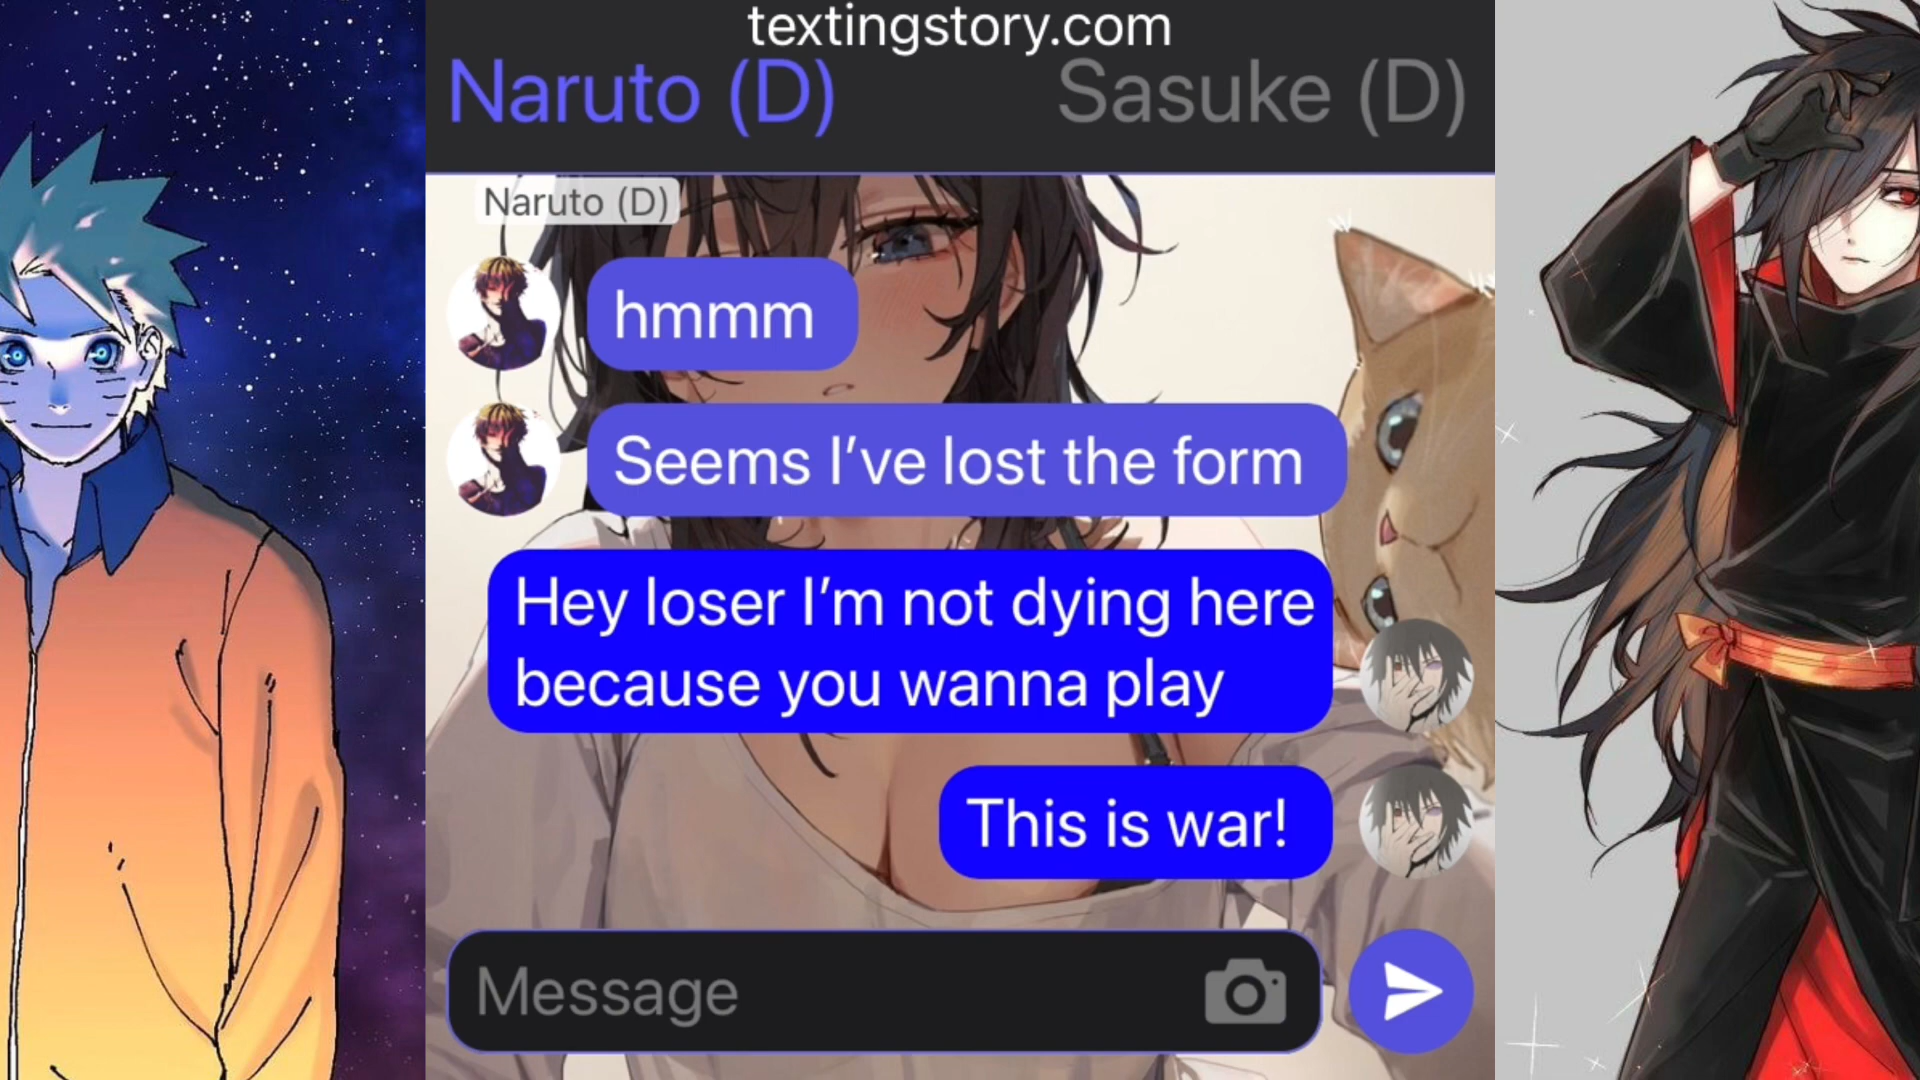 textingstory.com
Naruto (D)
Sasuke (D)
Naruto (D)
hmmm
Seems I’ve lost the form
Hey loser I’m not dying here
because you wanna play
This is war!
Message